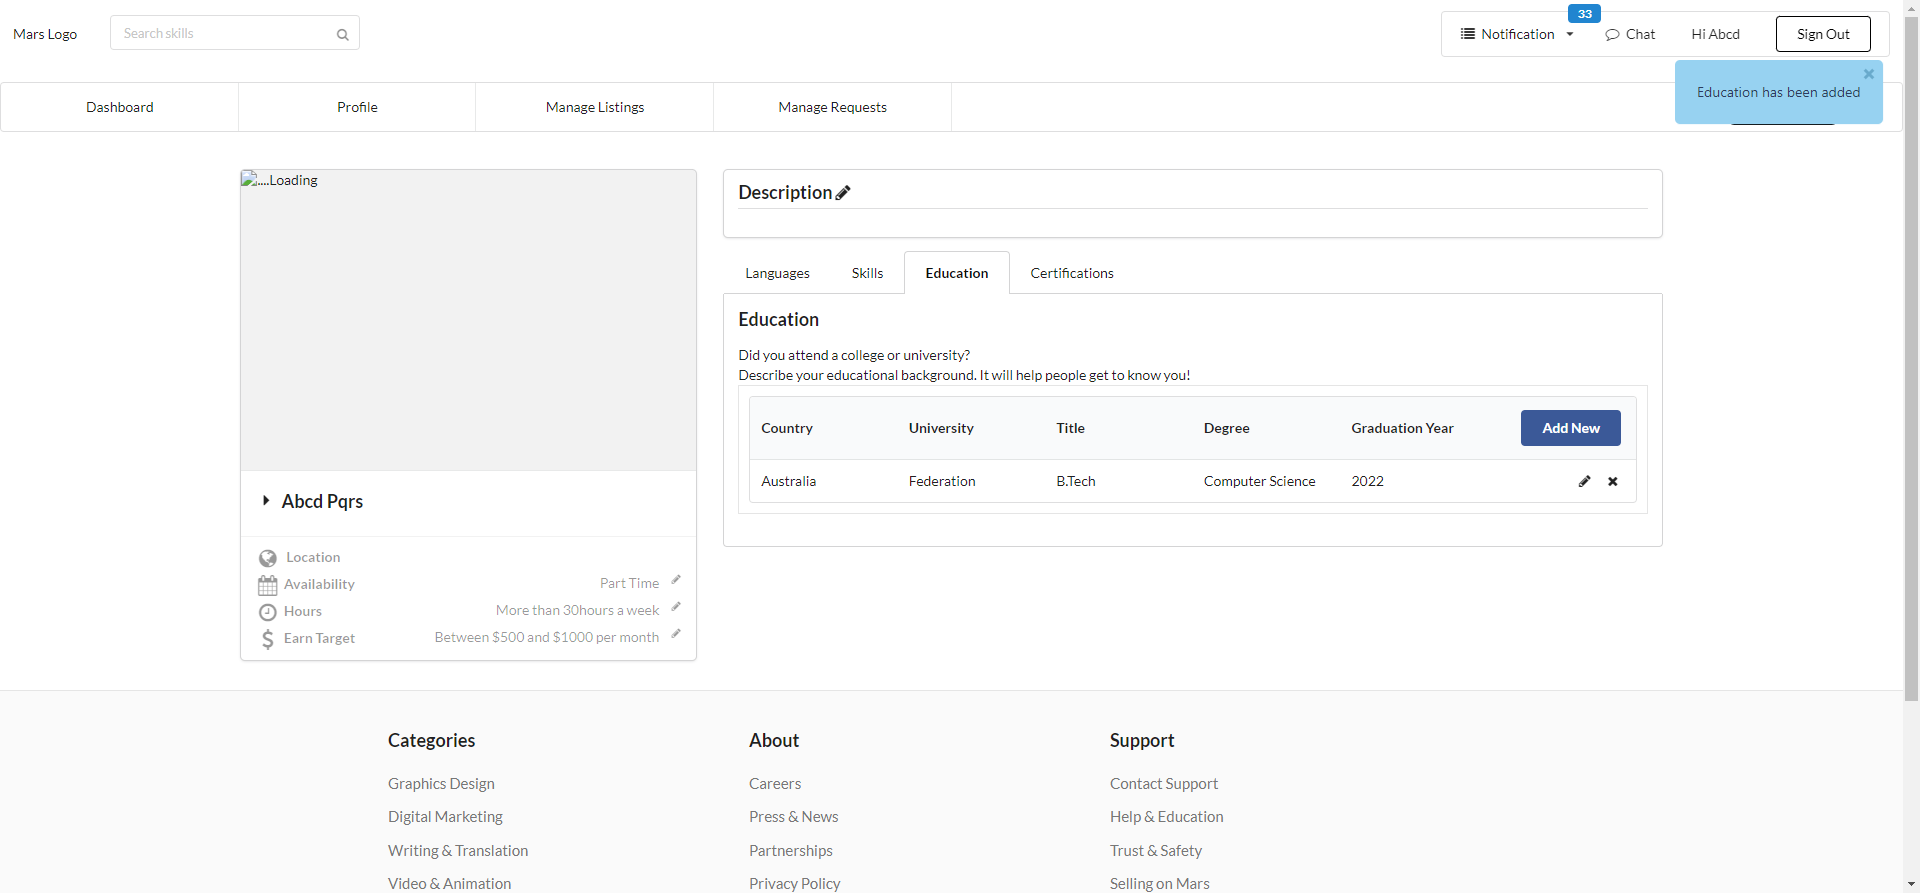 Mars Logo
Search skills
33
Notification
Chat
Hi Abcd
Sign Out
Education has been added
Dashboard
Profile
Manage Listings
Manage Requests
....Loading
Abcd Pqrs
Location
Availability Part Time
Hours More than 30hours a week
Earn Target Between $500 and $1000 per month
Description
Languages
Skills
Education
Certifications
Education
Did you attend a college or university?
Describe your educational background. It will help people get to know you!
Country University Title Degree Graduation Year Add New
Australia Federation B.Tech Computer Science 2022
Categories
Graphics Design
Digital Marketing
Writing & Translation
Video & Animation
About
Careers
Press & News
Partnerships
Privacy Policy
Support
Contact Support
Help & Education
Trust & Safety
Selling on Mars